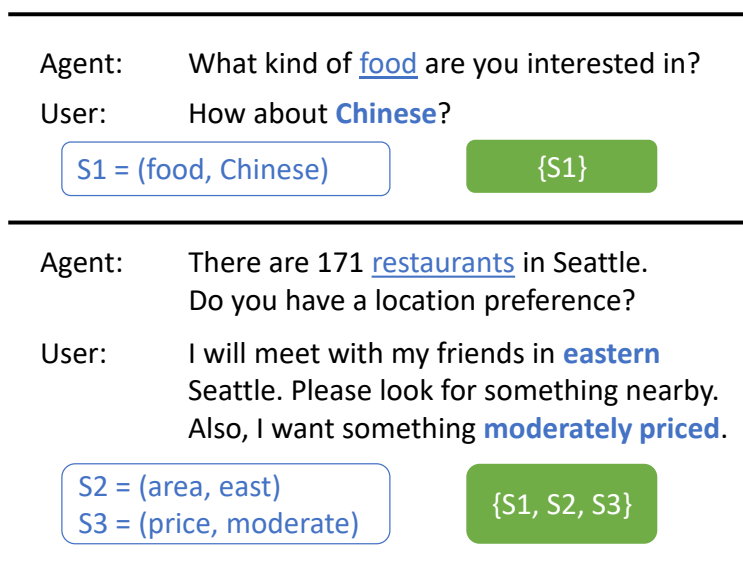 Agent: What kind of food are you interested in?
User: How about Chinese?
S1 = (food, Chinese) {S1}
Agent: There are 171 restaurants in Seattle.
Do you have a location preference?
User: I will meet with my friends in eastern
Seattle. Please look for something nearby.
Also, I want something moderately priced.
S2 = (area, east)
S3 = (price, moderate)
{S1, S2, S3}